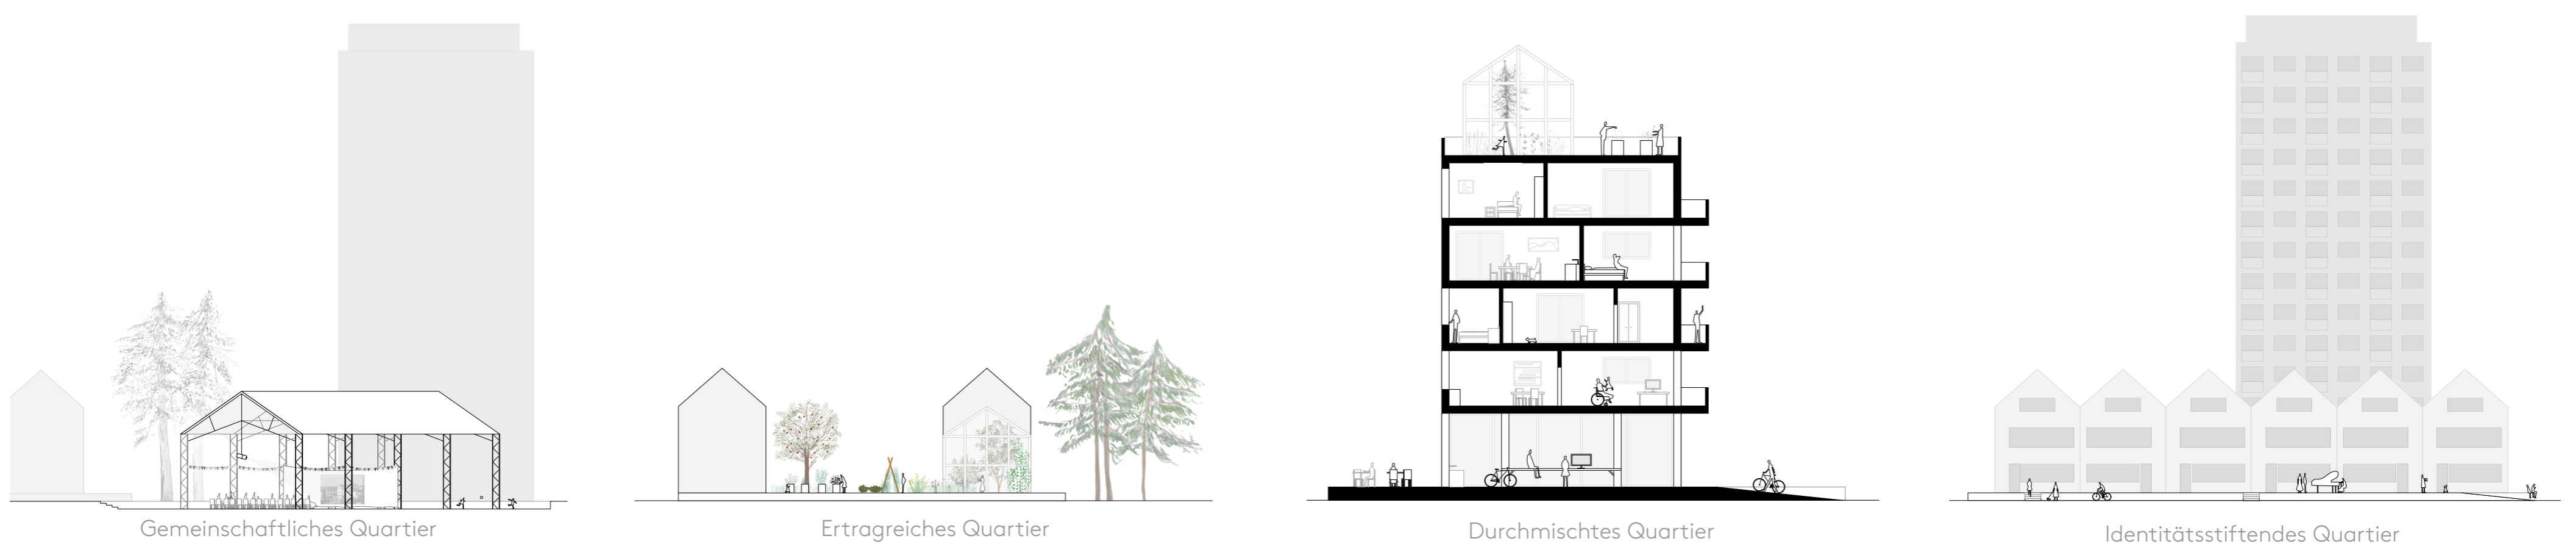 Gemeinschaftliches Quartier
Ertragreiches Quartier
Durchmischtes Quartier
Identitätsstiftendes Quartier